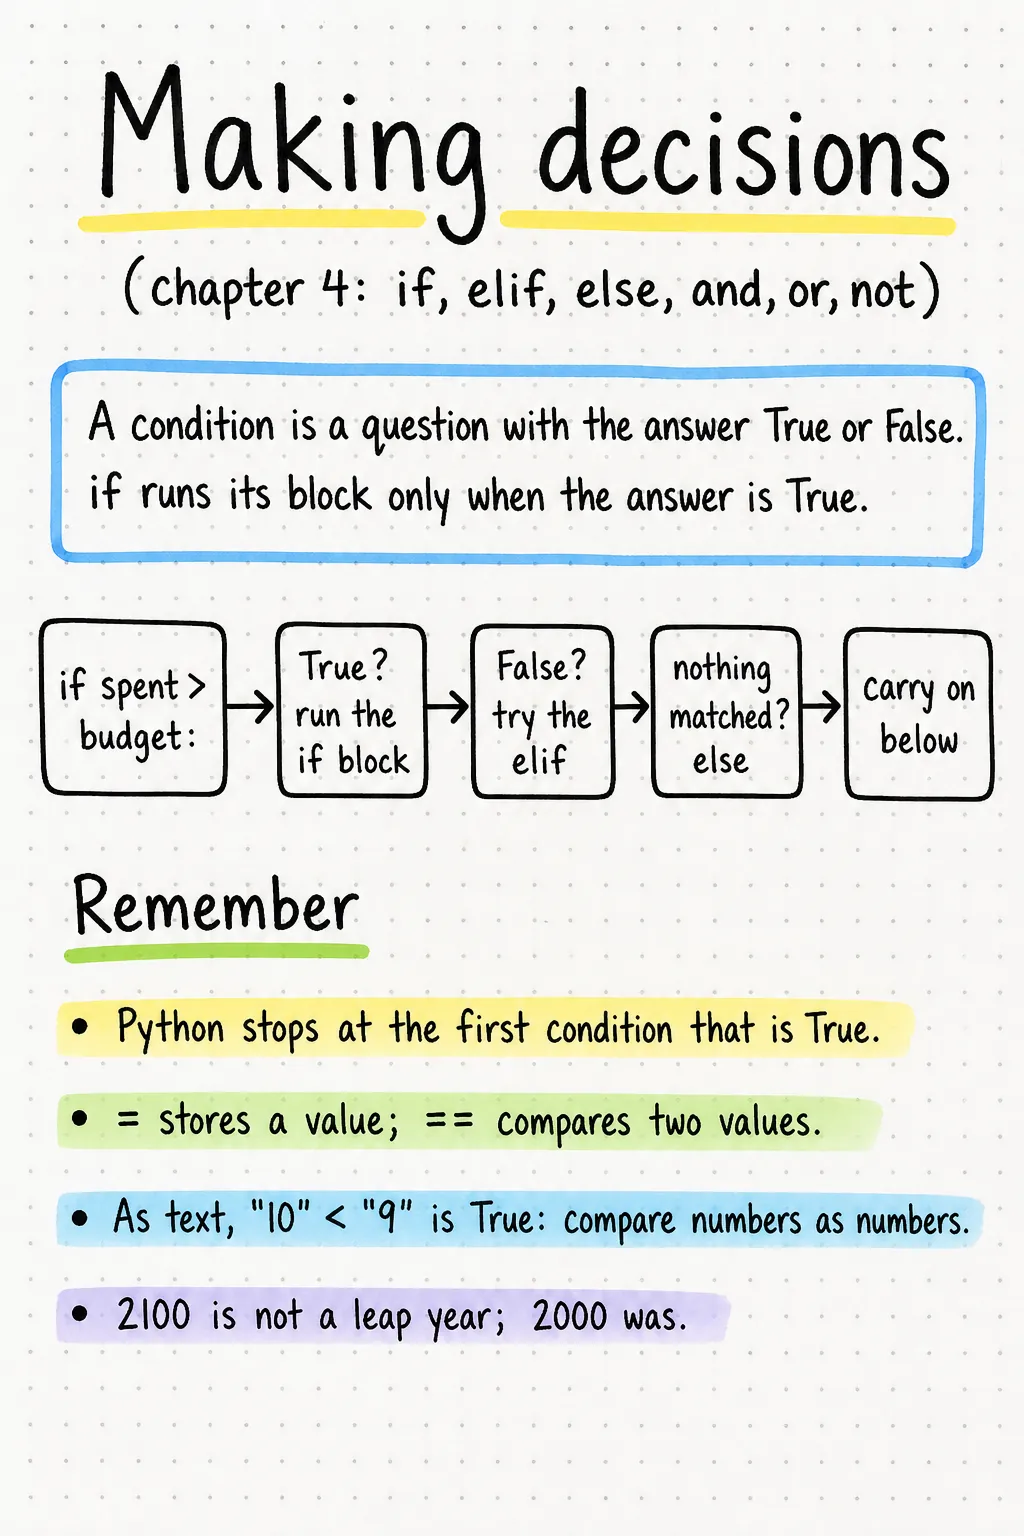 Making decisions
(chapter 4: if, elif, else, and, or, not)
A condition is a question with the answer True or False.
if runs its block only when the answer is True.
if spent >
budget:
True?
run the
if block
False?
try the
elif
nothing
matched?
else
carry on
below
Remember
• Python stops at the first condition that is True.
• = stores a value; == compares two values.
• As text, "10" < "9" is True: compare numbers as numbers.
• 2100 is not a leap year; 2000 was.